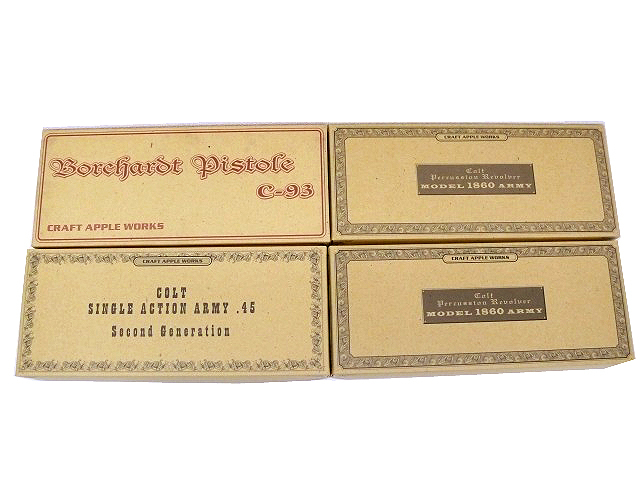 Borchardt Pistole
C-93
CRAFT APPLE WORKS
CRAFT APPLE WORKS
Colt
Percussion Revolver
MODEL 1860 ARMY
CRAFT APPLE WORKS
COLT
SINGLE ACTION ARMY .45
Second Generation
CRAFT APPLE WORKS
Colt
Percussion Revolver
MODEL 1860 ARMY